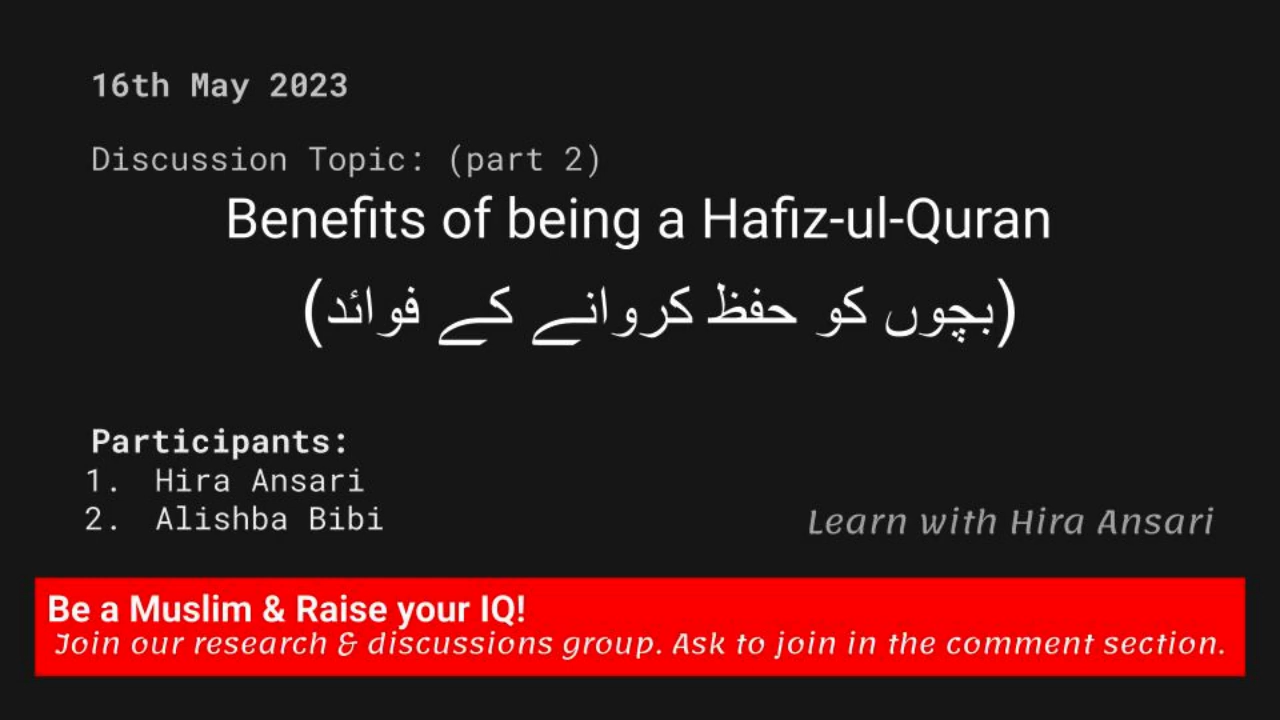 16th May 2023
Discussion Topic: (part 2)
Benefits of being a Hafiz-ul-Quran
(بچوں کو حفظ کروانے کے فوائد)
Participants:
1. Hira Ansari
2. Alishba Bibi
Learn with Hira Ansari
Be a Muslim & Raise your IQ!
Join our research & discussions group. Ask to join in the comment section.